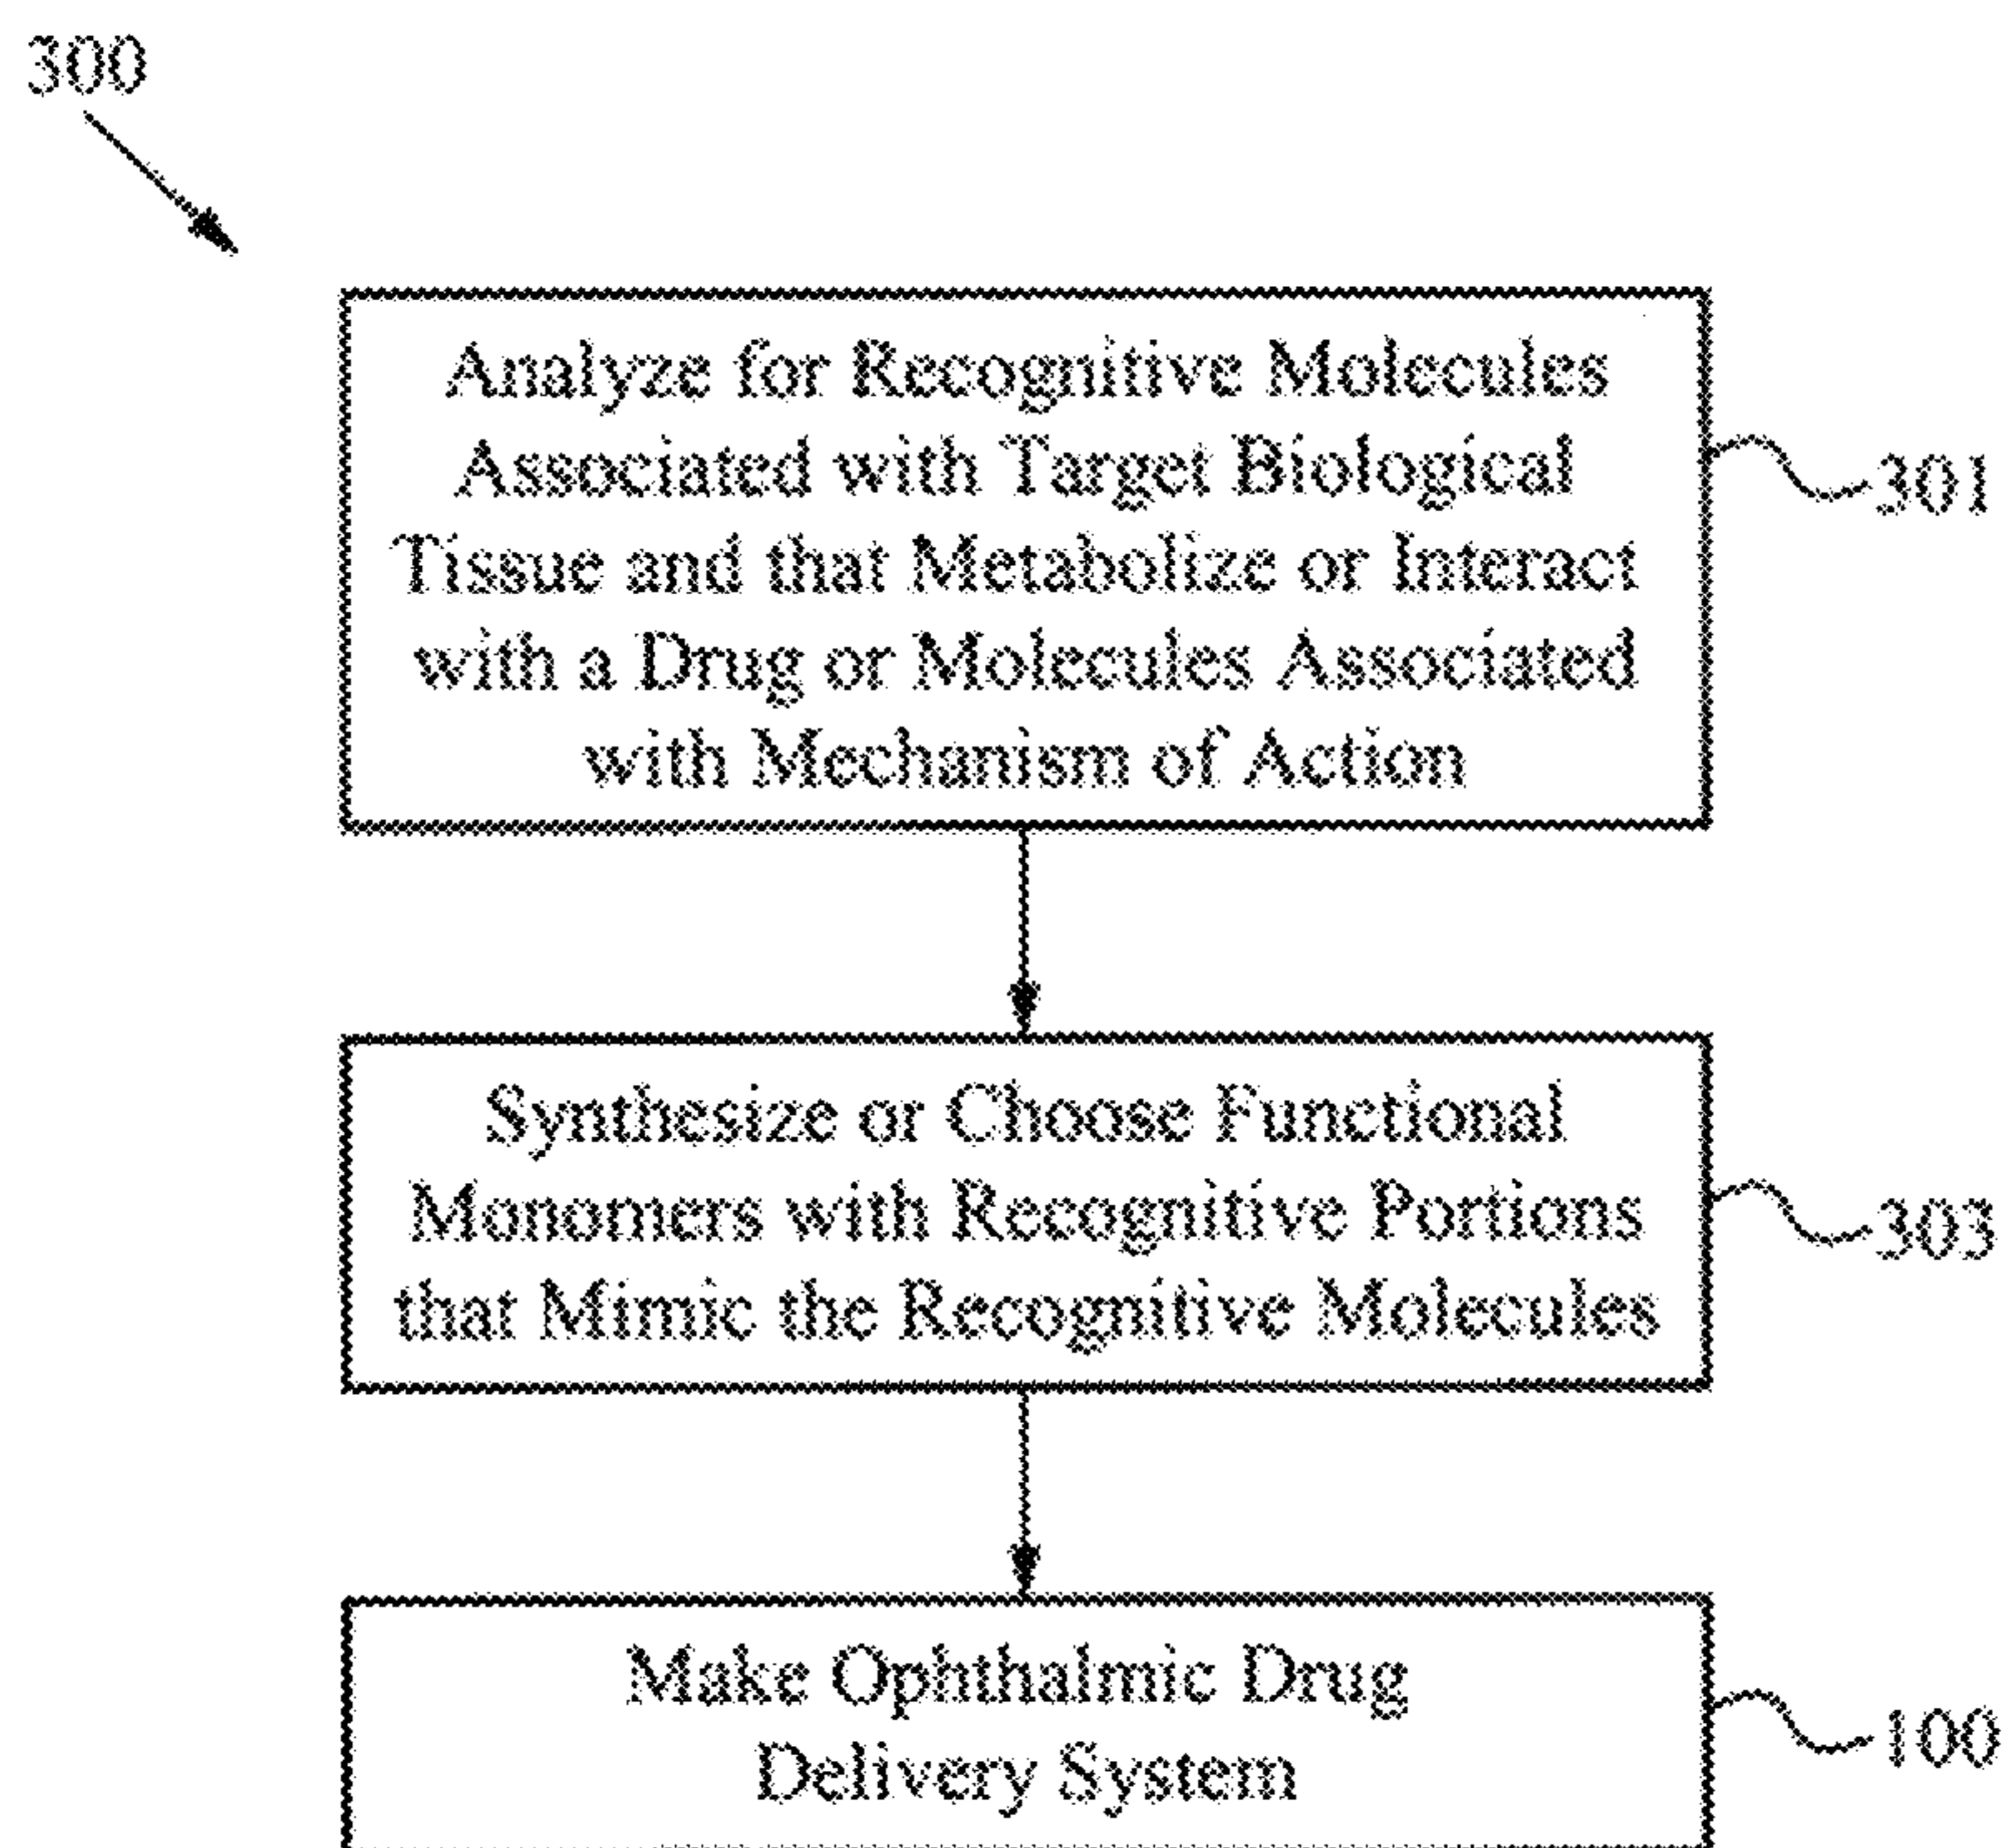 300
Analyze for Recognitive Molecules
Associated with Target Biological
Tissue and that Metabolize or Interact
with a Drug or Molecules Associated
with Mechanism of Action
301
Synthesize or Choose Functional
Monomers with Recognitive Portions
that Mimic the Recognitive Molecules
303
Make Ophthalmic Drug
Delivery System
100